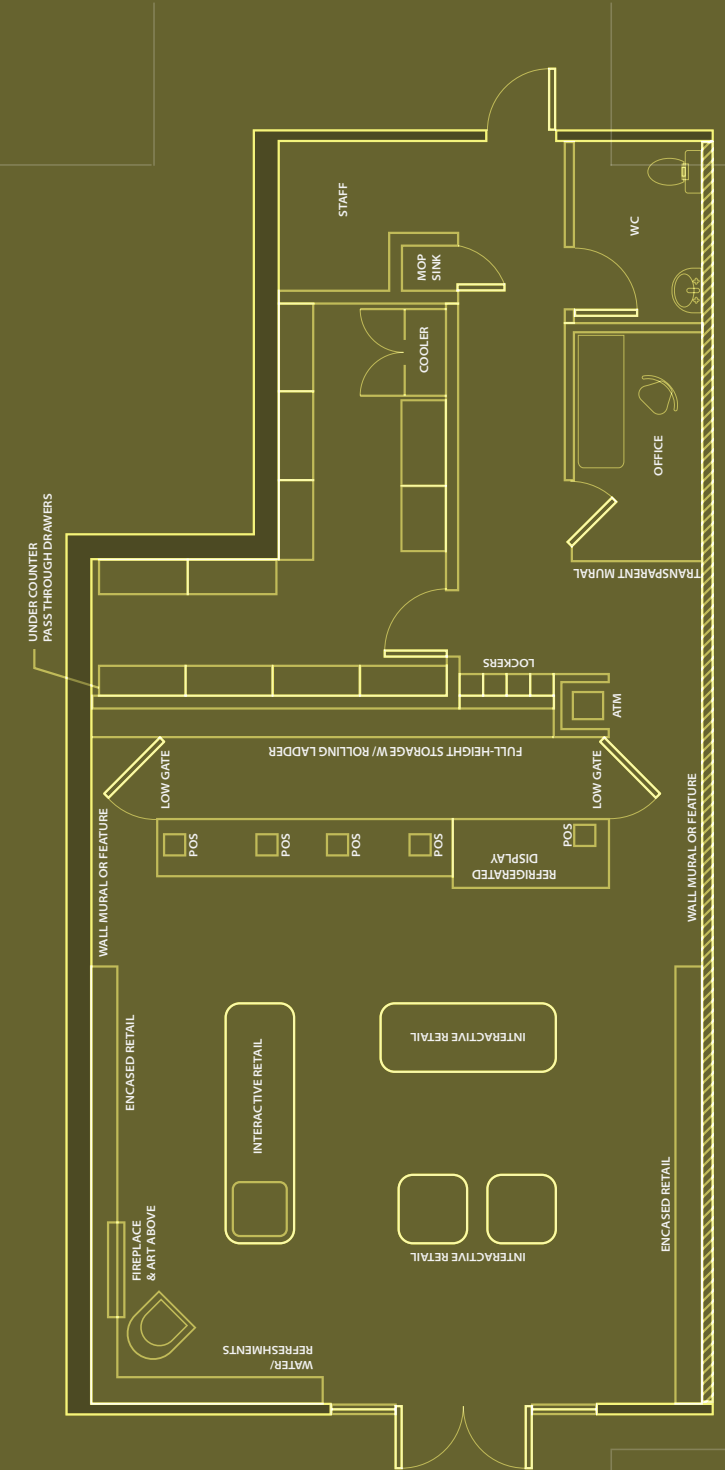 STAFF
WC
MOP
SINK
COOLER
OFFICE
TRANSPARENT MURAL
UNDER COUNTER
PASS THROUGH DRAWERS
LOCKERS
ATM
FULL-HEIGHT STORAGE W/ ROLLING LADDER
LOW GATE
LOW GATE
WALL MURAL OR FEATURE
WALL MURAL OR FEATURE
POS
POS
POS
POS
POS
REFRIGERATED
DISPLAY
ENCASED RETAIL
INTERACTIVE RETAIL
INTERACTIVE RETAIL
FIREPLACE
& ART ABOVE
INTERACTIVE RETAIL
ENCASED RETAIL
WATER/
REFRESHMENTS